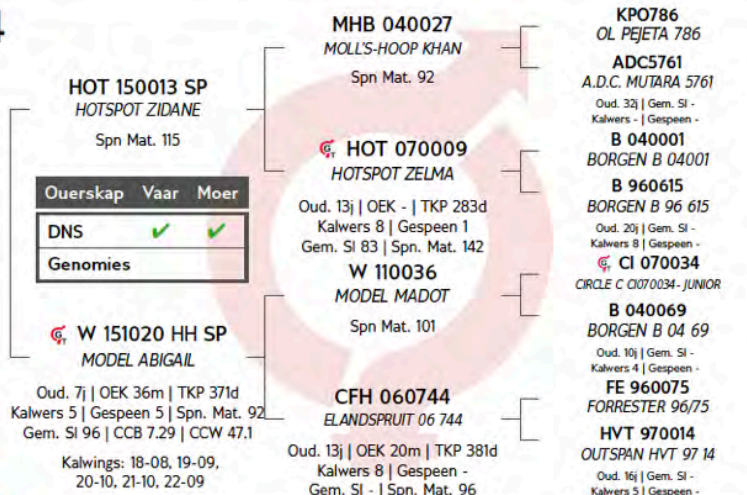 4
HOT 150013 SP
HOTSPOT ZIDANE
Spn Mat. 115
Ouerskap Vaar Moer
DNS ✔ ✔
Genomies
W 151020 HH SP
MODEL ABIGAIL
Oud. 7j | OEK 36m | TKP 371d
Kalwers 5 | Gespeen 5 | Spn. Mat. 92
Gem. SI 96 | CCB 7.29 | CCW 47.1
Kalwings: 18-08, 19-09,
20-10, 21-10, 22-09
MHB 040027
MOLL'S-HOOP KHAN
Spn Mat. 92
HOT 070009
HOTSPOT ZELMA
Oud. 13j | OEK - | TKP 283d
Kalwers 8 | Gespeen 1
Gem. SI 83 | Spn. Mat. 142
W 110036
MODEL MADOT
Spn Mat. 101
CFH 060744
ELANDSPRUIT 06 744
Oud. 13j | OEK 20m | TKP 381d
Kalwers 8 | Gespeen -
Gem. SI - | Spn. Mat. 96
KPO786
OL PEJETA 786
ADC5761
A.D.C. MUTARA 5761
Oud. 32j | Gem. SI -
Kalwers - | Gespeen -
B 040001
BORGEN B 04001
B 960615
BORGEN B 96 615
Oud. 20j | Gem. SI -
Kalwers 8 | Gespeen -
CI 070034
CIRCLE C CI070034- JUNIOR
B 040069
BORGEN B 04 69
Oud. 10j | Gem. SI -
Kalwers 4 | Gespeen -
FE 960075
FORRESTER 96/75
HVT 970014
OUTSPAN HVT 97 14
Oud. 16j | Gem. SI -
Kalwers 5 | Gespeen -